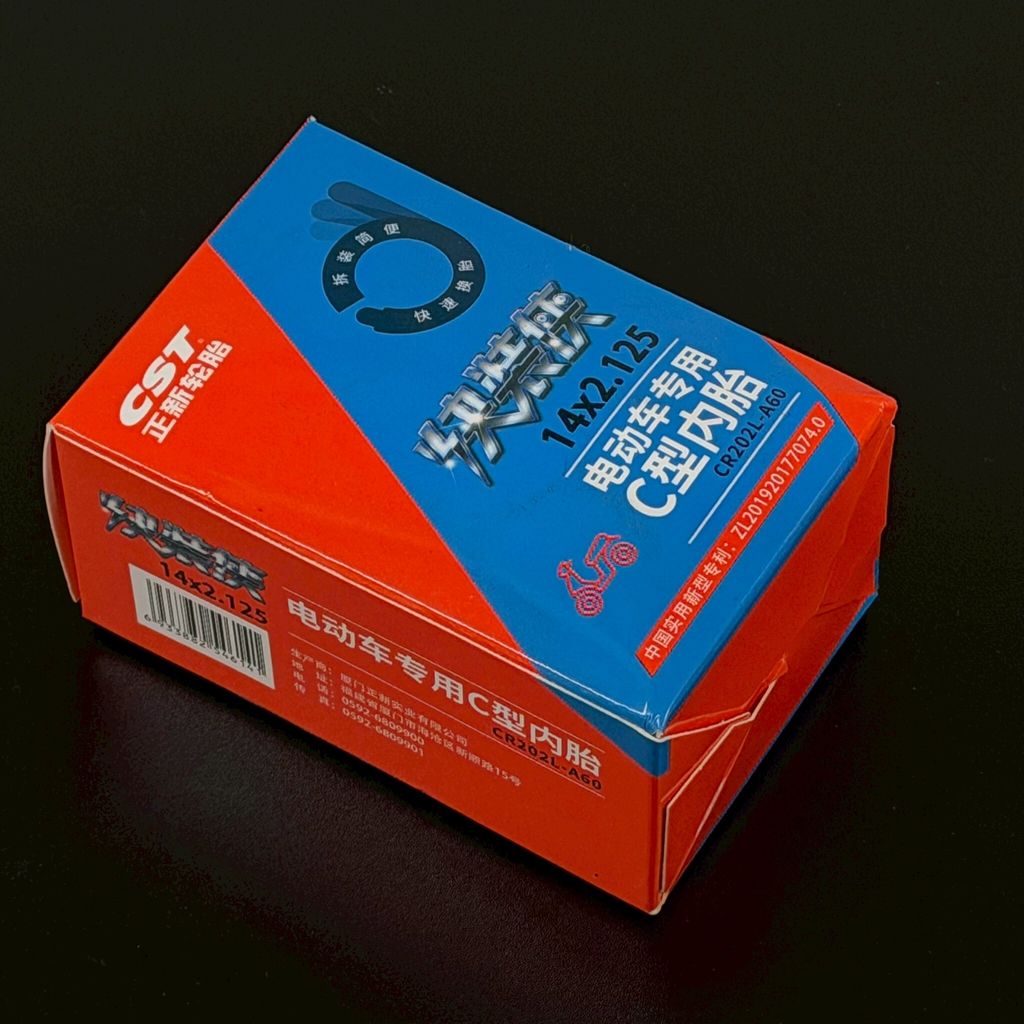 拆装简便
快速换胎
快装侠
14x2.125
电动车专用
C型内胎
CR202L-A60
中国实用新型专利：ZL201920177074.0
CST
正新轮胎
快装侠
14x2.125
电动车专用C型内胎
CR202L-A60
生产商：厦门正新实业有限公司
地 址：福建省厦门市海沧区新顺路15号
电 话：0592-6809900
传 真：0592-6809901